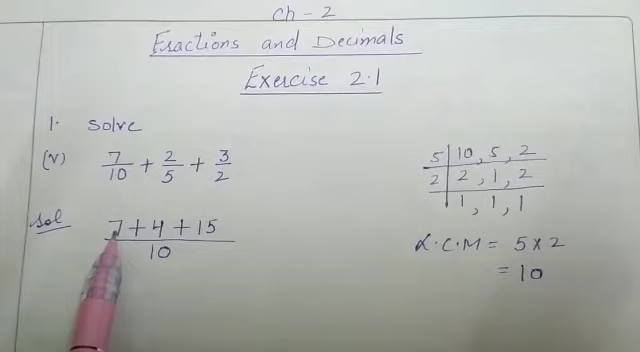 Ch - 2
Fractions and Decimals
Exercise 2.1
1. Solve
(V) 7/10 + 2/5 + 3/2
Sol 7 + 4 + 15 / 10
5 | 10, 5, 2
2 | 2, 1, 2
1, 1, 1
L.C.M = 5 x 2
= 10